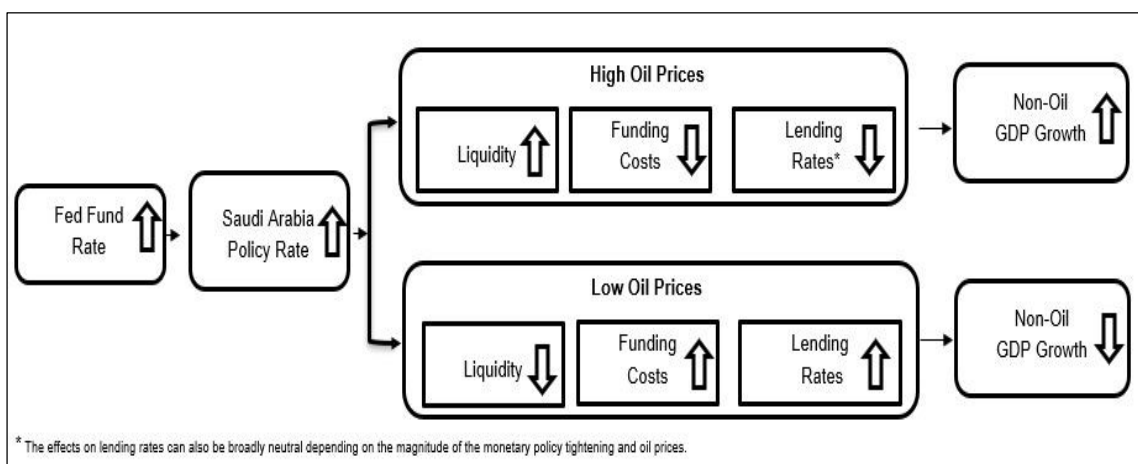 High Oil Prices
Liquidity
Funding
Costs
Lending
Rates*
Non-Oil
GDP Growth
Fed Fund
Rate
Saudi Arabia
Policy Rate
Low Oil Prices
Liquidity
Funding
Costs
Lending
Rates
Non-Oil
GDP Growth
* The effects on lending rates can also be broadly neutral depending on the magnitude of the monetary policy tightening and oil prices.